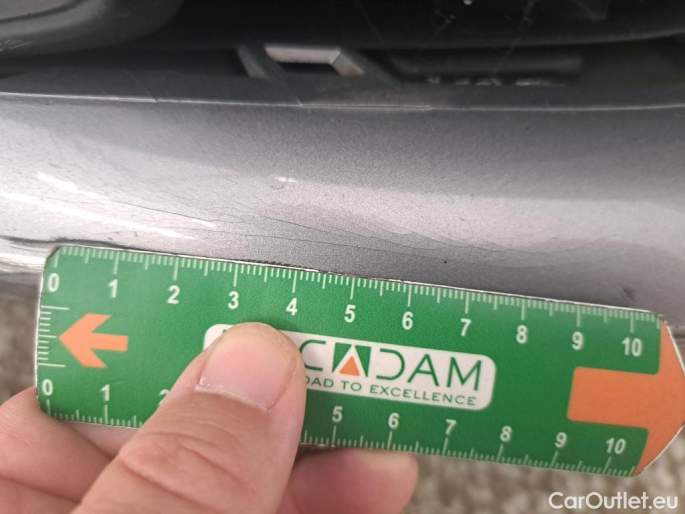 0 1 2 3 4 5 6 7 8 9 10
CADAM
OAD TO EXCELLENCE
0 1 2 5 6 7 8 9 10
CarOutlet.eu